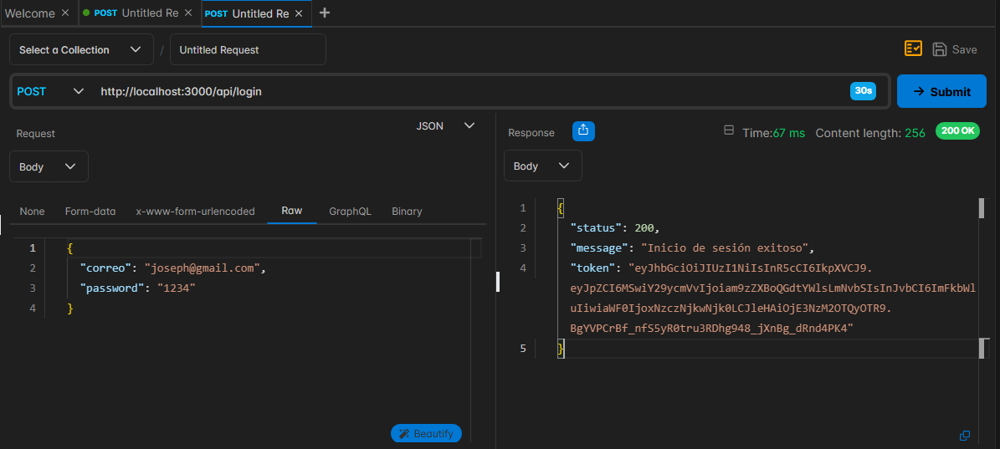 Welcome POST Untitled Re POST Untitled Re
Select a Collection / Untitled Request Save
POST http://localhost:3000/api/login 30s Submit
Request JSON
Response Time:67 ms Content length: 256 200 OK
Body
Body
None Form-data x-www-form-urlencoded Raw GraphQL Binary
1 {
2 "correo": "joseph@gmail.com",
3 "password": "1234"
4 }
Beautify
1 {
2 "status": 200,
3 "message": "Inicio de sesión exitoso",
4 "token": "eyJhbGciOiJIUzI1NiIsInR5cCI6IkpXVCJ9.
eyJpZCI6MSwiY29ycmVvIjoiam9zZXBoQGdtYWlsLmNvbSIsInJvbCI6ImFkbWl
uIiwiaWF0IjoxNzczNjkwNjk0LCJleHAiOjE3NzM2OTQyOTR9.
BgYVPCrBf_nfS5yR0tru3RDhg948_jXnBg_dRnd4PK4"
5 }